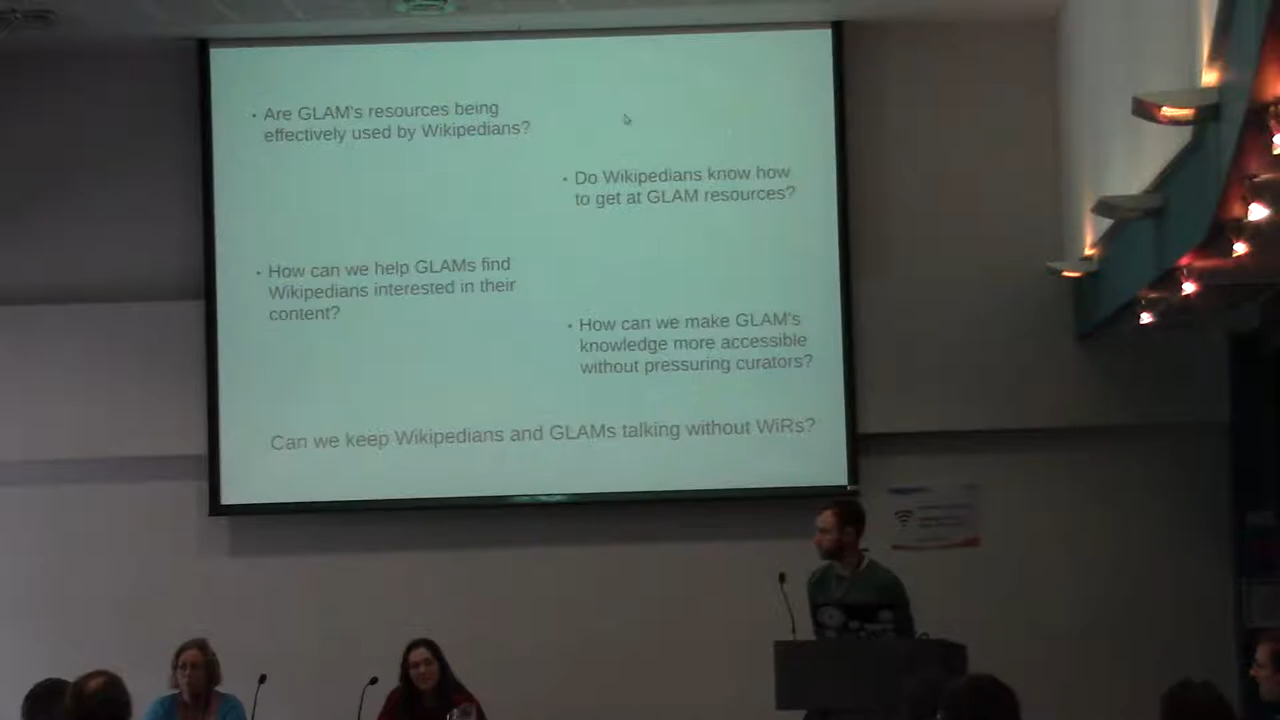 • Are GLAM's resources being
effectively used by Wikipedians?
• Do Wikipedians know how
to get at GLAM resources?
• How can we help GLAMs find
Wikipedians interested in their
content?
• How can we make GLAM's
knowledge more accessible
without pressuring curators?
Can we keep Wikipedians and GLAMs talking without WiRs?